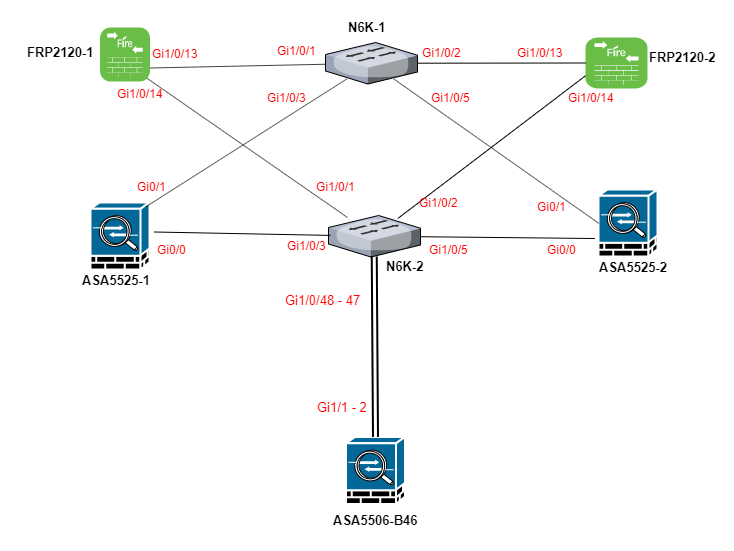 N6K-1
FRP2120-1
Gi1/0/13
Gi1/0/1
Gi1/0/2
Gi1/0/13
FRP2120-2
Fire
Fire
Gi1/0/14
Gi1/0/3
Gi1/0/5
Gi1/0/14
Gi0/1
Gi1/0/1
Gi1/0/2
Gi0/1
Gi0/0
Gi1/0/3
Gi1/0/5
Gi0/0
ASA5525-1
N6K-2
ASA5525-2
Gi1/0/48 - 47
Gi1/1 - 2
ASA5506-B46